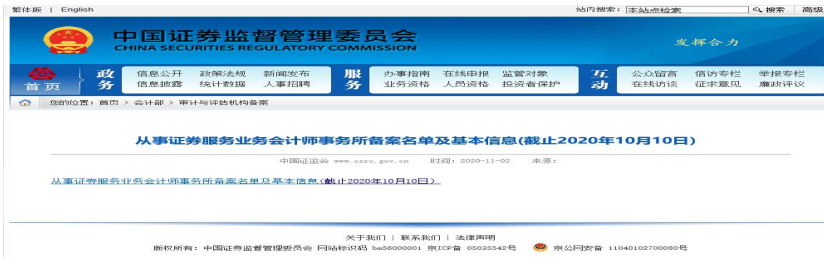 繁体版 | English 站内搜索: 本站点检索 搜索 高级
中国证券监督管理委员会
CHINA SECURITIES REGULATORY COMMISSION
发挥合力
首页
政务
信息公开 政策法规 新闻发布
信息披露 统计数据 人事招聘
服务
办事指南 在线申报 监管对象
业务资格 人员资格 投资者保护
互动
公众留言 信访专栏 举报专栏
在线访谈 征求意见 廉政评议
您的位置: 首页 > 会计部 > 审计与评估机构备案
从事证券服务业务会计师事务所备案名单及基本信息(截止2020年10月10日)
中国证监会 www.csrc.gov.cn 时间: 2020-11-02 来源:
从事证券服务业务会计师事务所备案名单及基本信息(截止2020年10月10日)
关于我们 | 联系我们 | 法律声明
版权所有: 中国证券监督管理委员会 网站标识码 bm56000001 京ICP备 05035542号 京公网安备 11040102700080号